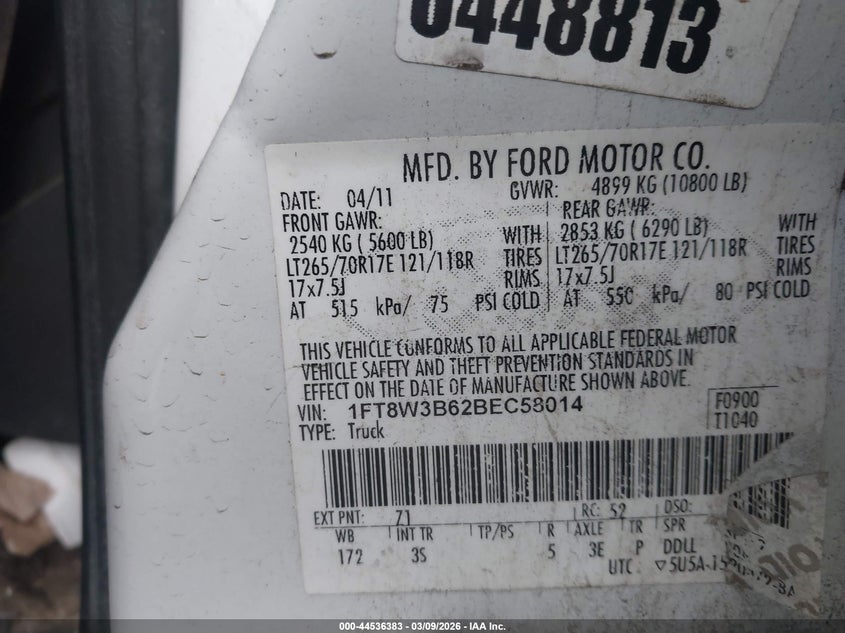 0448813
MFD. BY FORD MOTOR CO.
DATE: 04/11 GVWR: 4899 KG (10800 LB)
FRONT GAWR: REAR GAWR:
2540 KG ( 5600 LB) WITH 2853 KG ( 6290 LB) WITH
LT265/70R17E 121/118R TIRES LT265/70R17E 121/118R TIRES
17x7.5J RIMS 17x7.5J RIMS
AT 515 kPa/ 75 PSI COLD AT 550 kPa/ 80 PSI COLD
THIS VEHICLE CONFORMS TO ALL APPLICABLE FEDERAL MOTOR
VEHICLE SAFETY AND THEFT PREVENTION STANDARDS IN
EFFECT ON THE DATE OF MANUFACTURE SHOWN ABOVE.
VIN: 1FT8W3B62BEC58014 F0900
TYPE: Truck T1040
EXT PNT: Z1 RC: 52 DSO:
WB INT TR TP/PS R AXLE TR SPR
172 3S 5 3E P DDLL
UTC
000-44536383 - 03/09/2026 - IAA Inc.